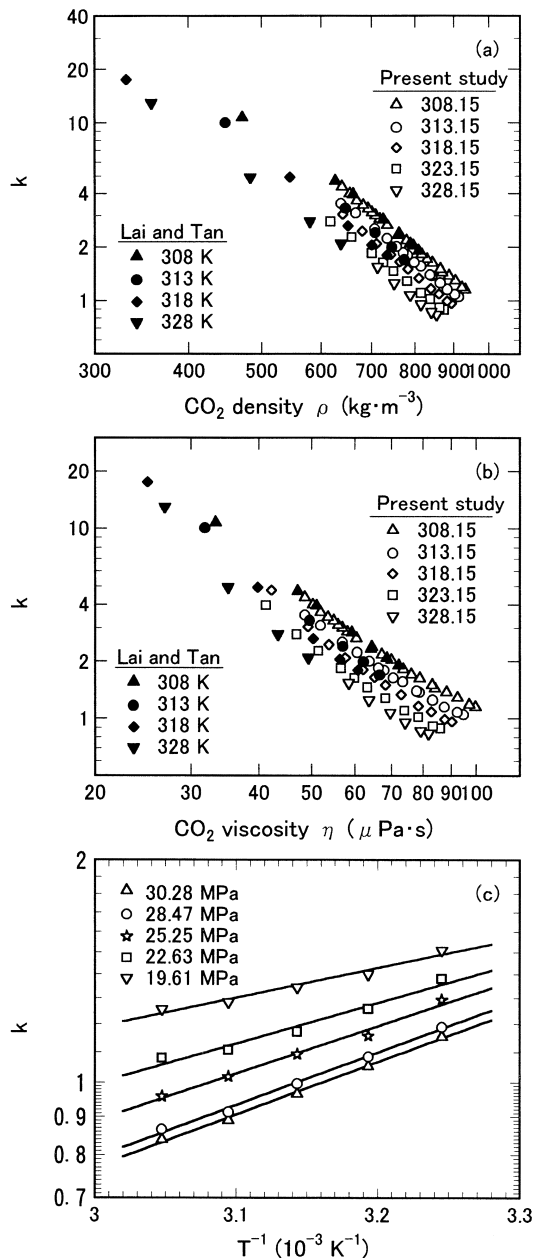 (a)
40
20
10
4
2
1
k
Present study
308.15
313.15
318.15
323.15
328.15
Lai and Tan
308 K
313 K
318 K
328 K
300 400 500 600 700 800 900 1000
CO₂ density ρ (kg·m⁻³)
(b)
20
10
4
2
1
k
Present study
308.15
313.15
318.15
323.15
328.15
Lai and Tan
308 K
313 K
318 K
328 K
20 30 40 50 60 70 80 90 100
CO₂ viscosity η (μ Pa·s)
(c)
2
1
0.9
0.8
0.7
k
30.28 MPa
28.47 MPa
25.25 MPa
22.63 MPa
19.61 MPa
3 3.1 3.2 3.3
T⁻¹ (10⁻³ K⁻¹)